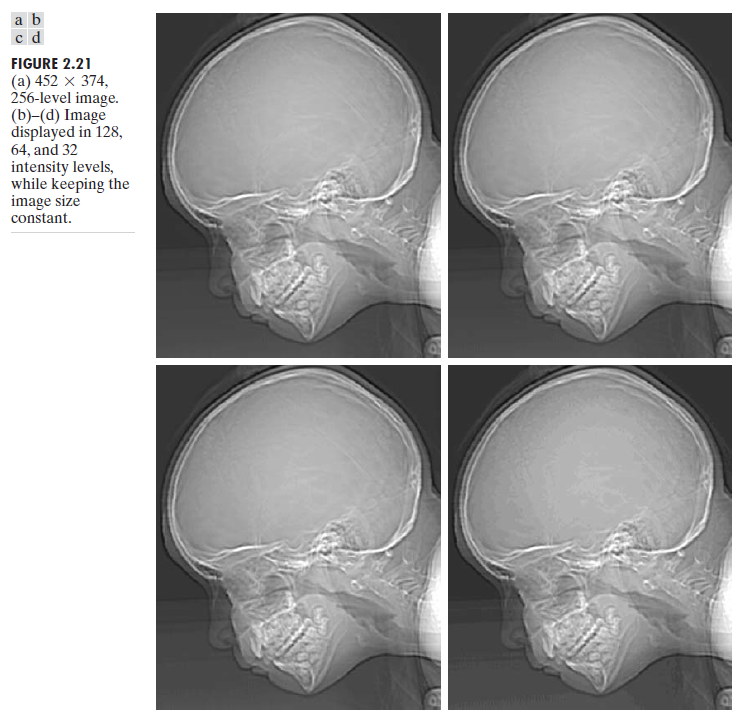 a b
c d
FIGURE 2.21
(a) 452 × 374,
256-level image.
(b)–(d) Image
displayed in 128,
64, and 32
intensity levels,
while keeping the
image size
constant.